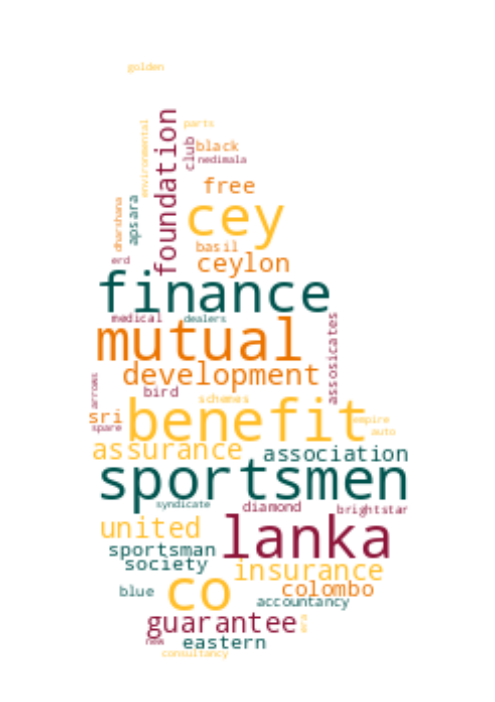 golden
environmental
foundation
parts
club
black
nedimala
free
dharshana
apsara
cey
basil
erd
ceylon
finance
medical
dealers
assosicates
mutual
development
arrows
bird
schemes
sri
spare
benefit
empire
auto
assurance
association
sportsmen
syndicate
diamond
brightstar
united
lanka
sportsman
society
insurance
blue
co
colombo
accountancy
guarantee
era
new
eastern
consultancy